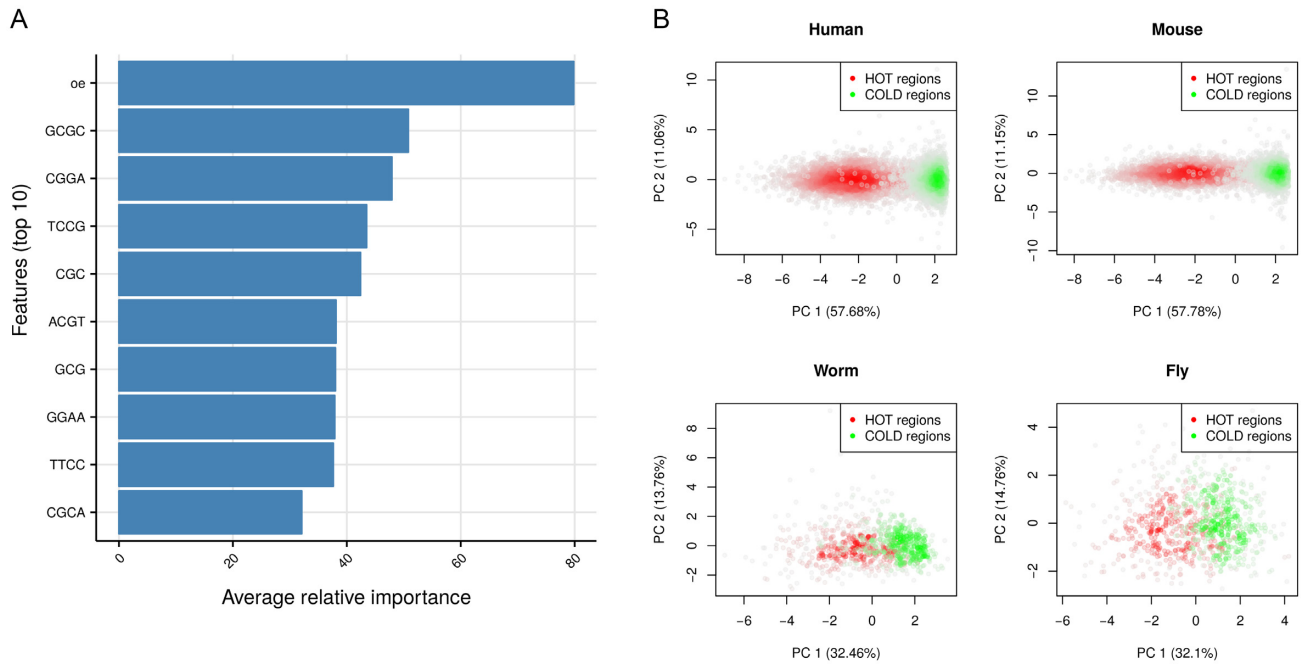 A
Features (top 10)
oe
GCGC
CGGA
TCCG
CGC
ACGT
GCG
GGAA
TTCC
CGCA
0
20
40
60
80
Average relative importance
B
Human
HOT regions
COLD regions
PC 2 (11.06%)
10
5
0
−5
−8
−6
−4
−2
0
2
PC 1 (57.68%)
Mouse
HOT regions
COLD regions
PC 2 (11.15%)
10
5
0
−5
−10
−8
−6
−4
−2
0
2
PC 1 (57.78%)
Worm
HOT regions
COLD regions
PC 2 (13.76%)
8
6
4
2
0
−2
−6
−4
−2
0
2
PC 1 (32.46%)
Fly
HOT regions
COLD regions
PC 2 (14.76%)
4
2
0
−2
−6
−4
−2
0
2
4
PC 1 (32.1%)